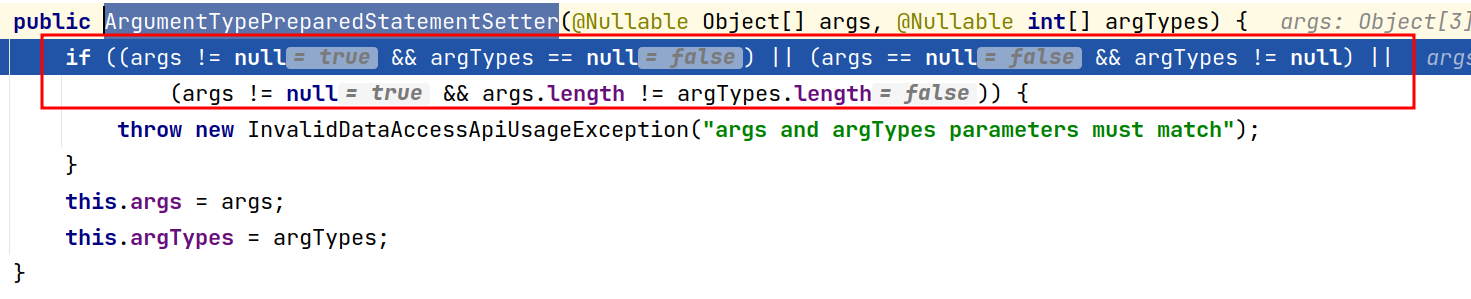 public ArgumentTypePreparedStatementSetter(@Nullable Object[] args, @Nullable int[] argTypes) {   args: Object[3]
if ((args != null = true && argTypes == null = false) || (args == null = false && argTypes != null) ||   args
(args != null = true && args.length != argTypes.length = false)) {
throw new InvalidDataAccessApiUsageException("args and argTypes parameters must match");
}
this.args = args;
this.argTypes = argTypes;
}